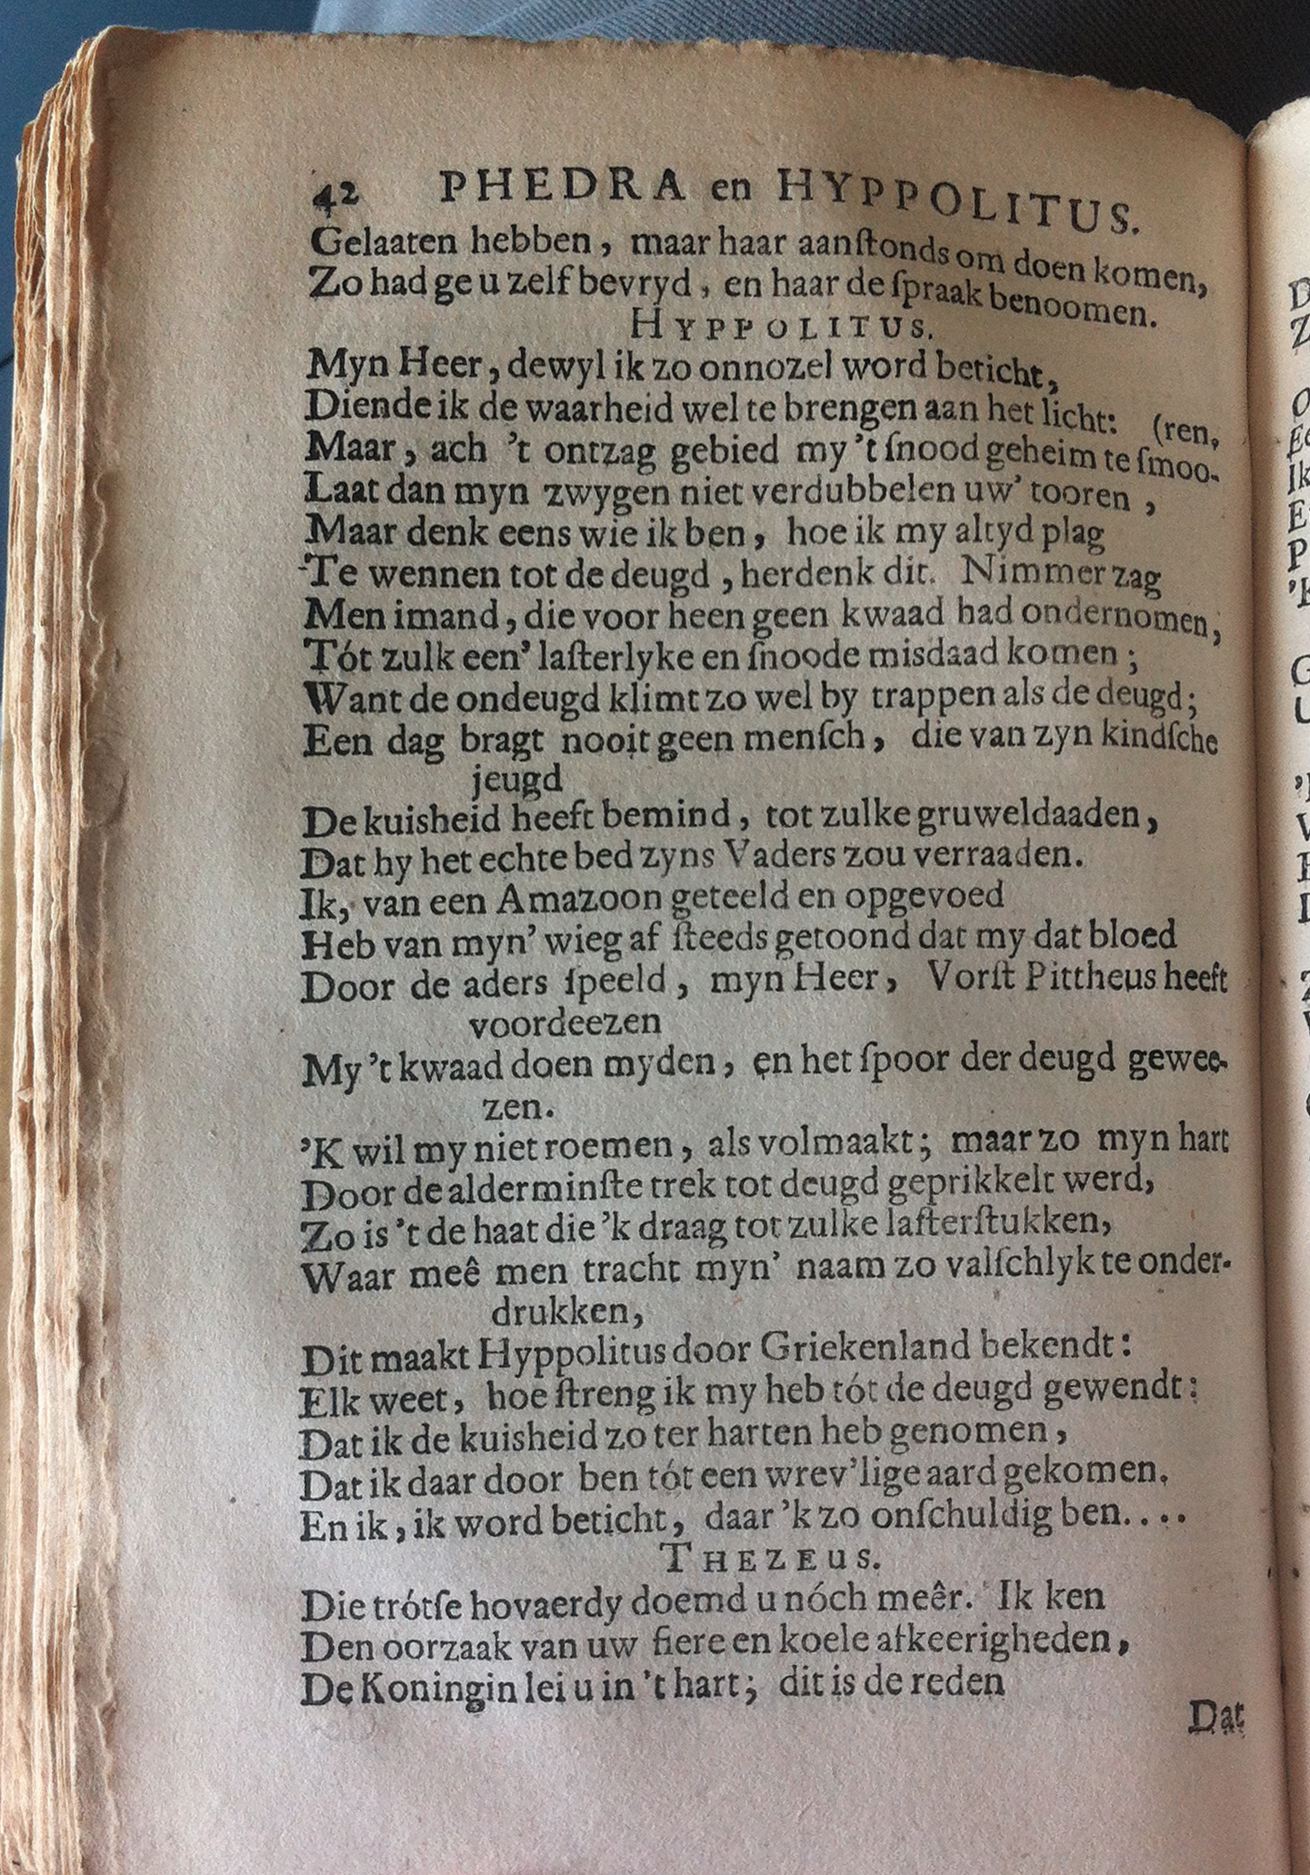 42 PHEDRA en HYPPOLITUS.
Gelaaten hebben, maar haar aanſtonds om doen komen,
Zo had ge u zelf bevryd, en haar de ſpraak benoomen.
HYPPOLITUS.
Myn Heer, dewyl ik zo onnozel word beticht,
Diende ik de waarheid wel te brengen aan het licht: (ren,
Maar, ach 't ontzag gebied my 't ſnood geheim te ſmoo-
Laat dan myn zwygen niet verdubbelen uw' tooren,
Maar denk eens wie ik ben, hoe ik my altyd plag
Te wennen tot de deugd, herdenk dit. Nimmer zag
Men imand, die voor heen geen kwaad had ondernomen,
Tót zulk een' laſterlyke en ſnoode misdaad komen;
Want de ondeugd klimt zo wel by trappen als de deugd;
Een dag bragt nooit geen menſch, die van zyn kindſche
jeugd
De kuisheid heeft bemind, tot zulke gruweldaaden,
Dat hy het echte bed zyns Vaders zou verraaden.
Ik, van een Amazoon geteeld en opgevoed
Heb van myn' wieg af ſteeds getoond dat my dat bloed
Door de aders ſpeeld, myn Heer, Vorſt Pittheus heeft
voordeezen
My 't kwaad doen myden, en het ſpoor der deugd gewee-
zen.
'K wil my niet roemen, als volmaakt; maar zo myn hart
Door de alderminſte trek tot deugd geprikkelt werd,
Zo is 't de haat die 'k draag tot zulke laſterſtukken,
Waar meê men tracht myn' naam zo valſchlyk te onder-
drukken,
Dit maakt Hyppolitus door Griekenland bekendt:
Elk weet, hoe ſtreng ik my heb tót de deugd gewendt:
Dat ik de kuisheid zo ter harten heb genomen,
Dat ik daar door ben tót een wrev'lige aard gekomen.
En ik, ik word beticht, daar 'k zo onſchuldig ben....
THEZEUS.
Die trótſe hovaerdy doemd u nóch meêr. Ik ken
Den oorzaak van uw fiere en koele afkeerigheden,
De Koningin lei u in 't hart; dit is de reden
Dat